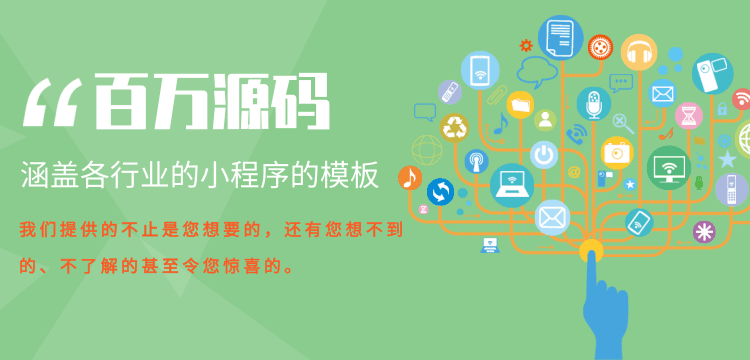 百万源码
涵盖各行业的小程序的模板
我们提供的不止是您想要的，还有您想不到
的、不了解的甚至令您惊喜的。